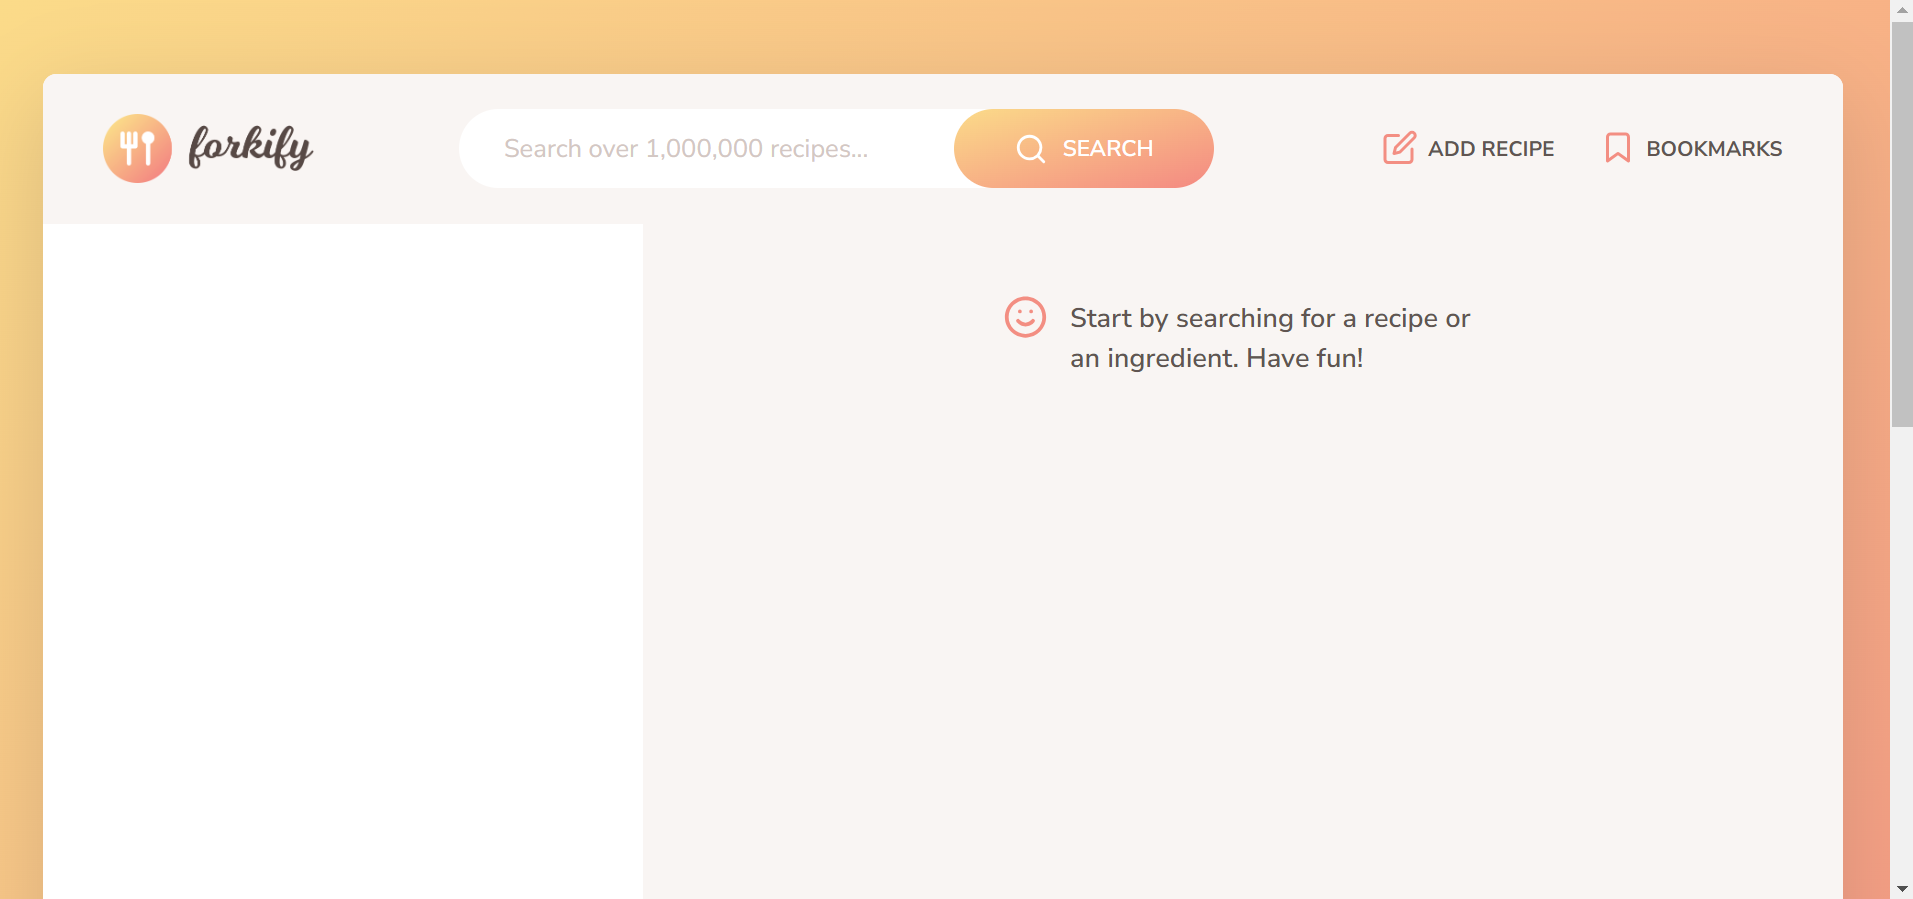 forkify
Search over 1,000,000 recipes...
SEARCH
ADD RECIPE
BOOKMARKS
Start by searching for a recipe or
an ingredient. Have fun!